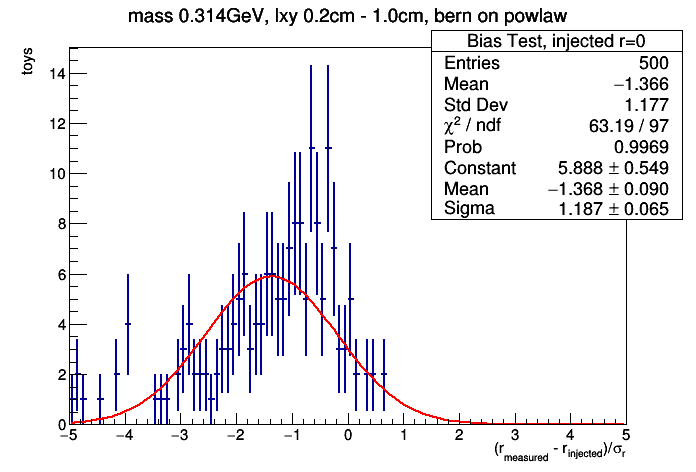 mass 0.314GeV, lxy 0.2cm - 1.0cm, bern on powlaw
Bias Test, injected r=0
Entries 500
Mean −1.366
Std Dev 1.177
χ² / ndf 63.19 / 97
Prob 0.9969
Constant 5.888 ± 0.549
Mean −1.368 ± 0.090
Sigma 1.187 ± 0.065
toys
14
12
10
8
6
4
2
0
−5 −4 −3 −2 −1 0 1 2 3 4 5
(r_measured - r_injected)/σ_r